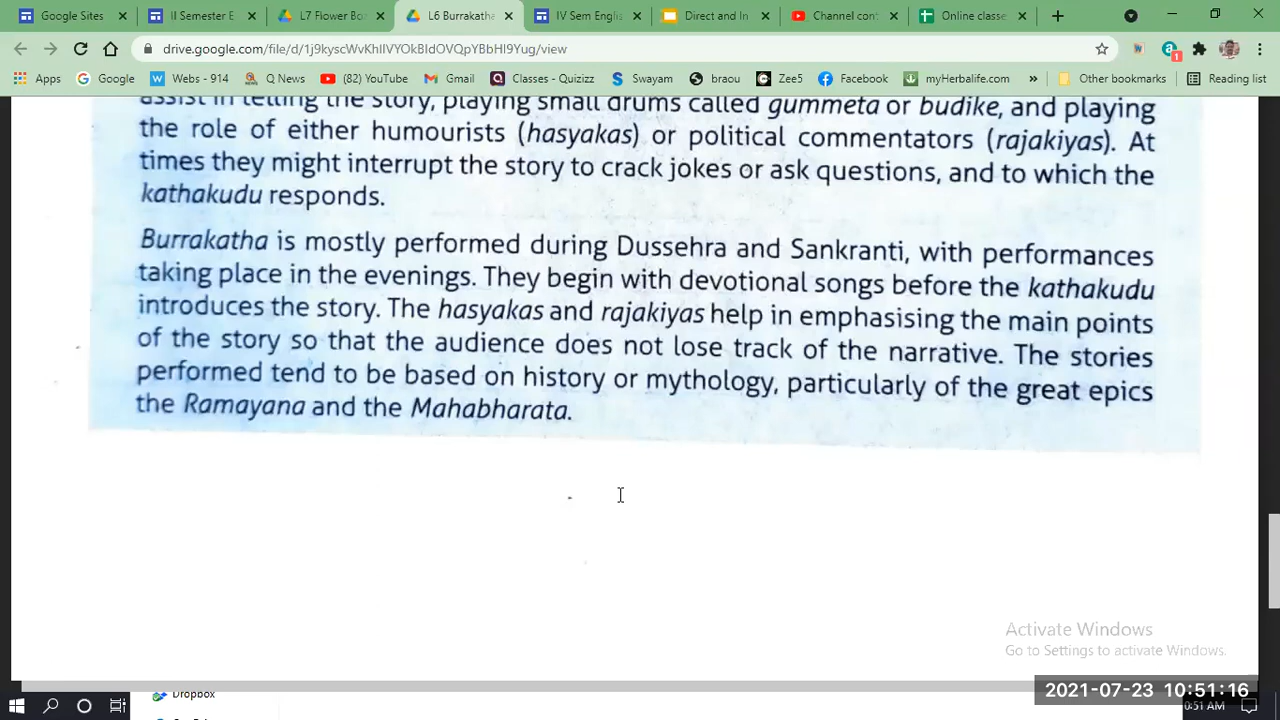 Google Sites
II Semester E
L7 Flower Bo
L6 Burrakatha
IV Sem Englis
Direct and In
Channel cont
Online classe
drive.google.com/file/d/1j9kyscWvKhIlVYOkBIdOVQpYBbHl9Yug/view
Apps
Google
Webs - 914
Q News
(82) YouTube
Gmail
Classes - Quizizz
Swayam
braou
Zee5
Facebook
myHerbalife.com
»
Other bookmarks
Reading list
assist in telling the story, playing small drums called gummeta or budike, and playing
the role of either humourists (hasyakas) or political commentators (rajakiyas). At
times they might interrupt the story to crack jokes or ask questions, and to which the
kathakudu responds.
Burrakatha is mostly performed during Dussehra and Sankranti, with performances
taking place in the evenings. They begin with devotional songs before the kathakudu
introduces the story. The hasyakas and rajakiyas help in emphasising the main points
of the story so that the audience does not lose track of the narrative. The stories
performed tend to be based on history or mythology, particularly of the great epics
the Ramayana and the Mahabharata.
Activate Windows
Go to Settings to activate Windows.
2021-07-23 10:51:16
Dropbox
0:51 AM